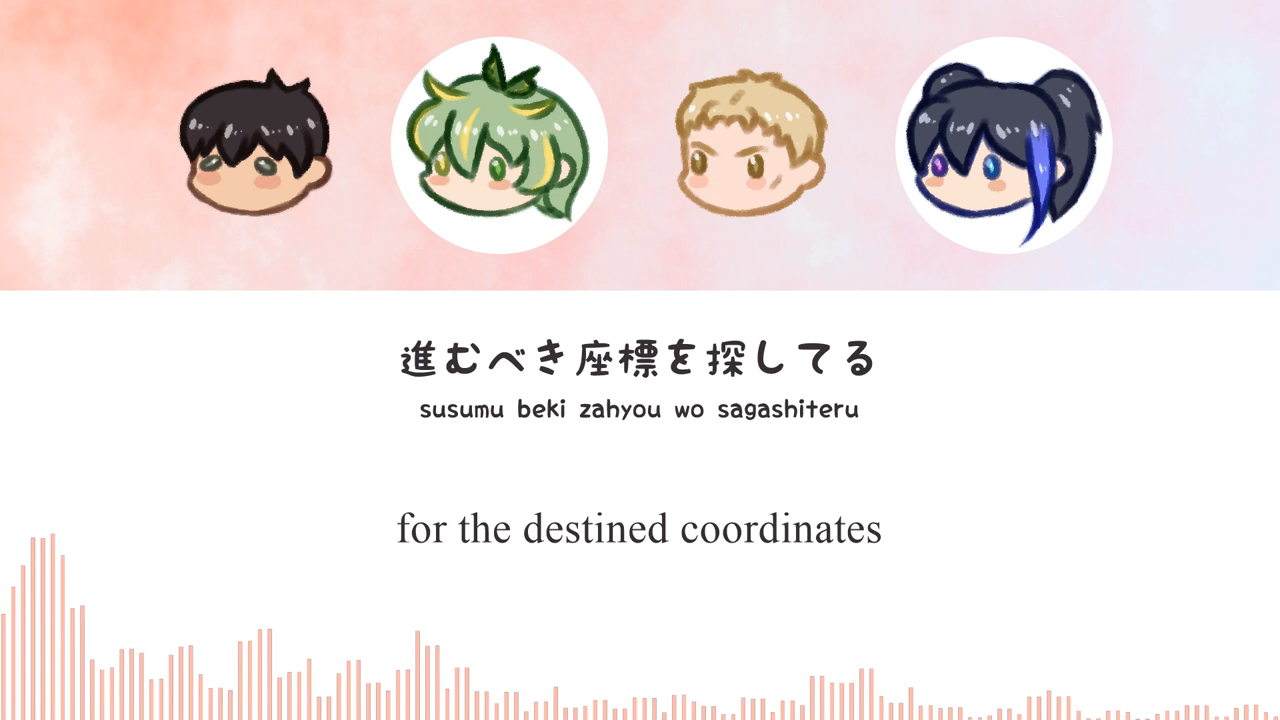 進むべき座標を探してる
susumu beki zahyou wo sagashiteru
for the destined coordinates